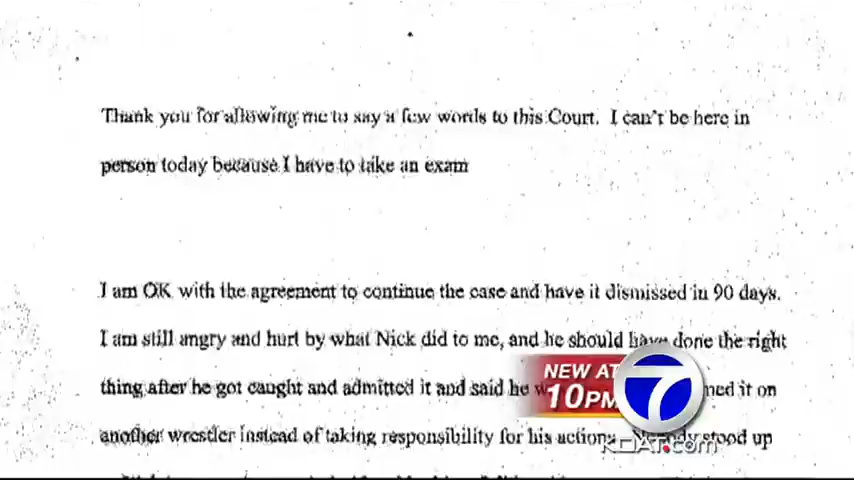 Thank you for allowing me to say a few words to this Court. I can't be here in
person today because I have to take an exam
I am OK with the agreement to continue the case and have it dismissed in 90 days.
I am still angry and hurt by what Nick did to me, and he should have done the right
thing after he got caught and admitted it and said he
another wrestler instead of taking responsibility for his actions. stood up
NEW AT
10PM
7
KOAT.com